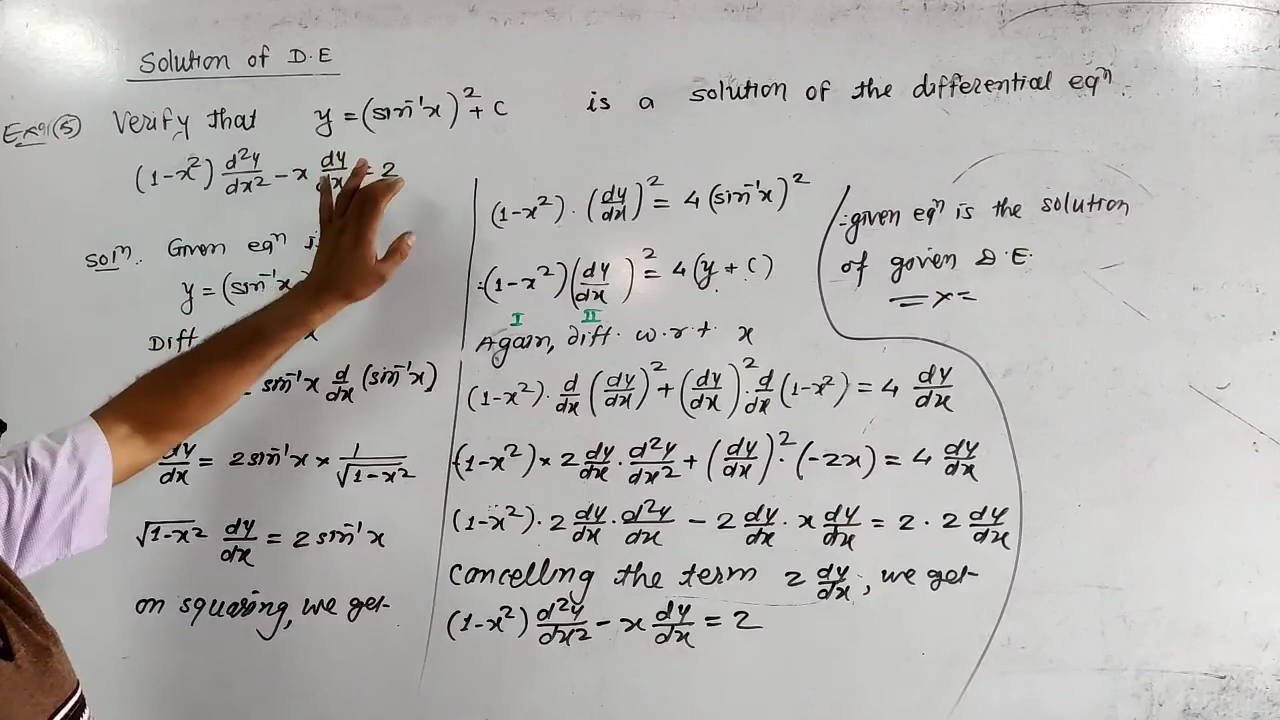 Solution of D.E
Exa(5) Verify that y = (sin⁻¹x)² + c is a solution of the differential eqⁿ.
(1-x²) d²y/dx² - x dy/dx = 2
Solⁿ. Given eqⁿ
y = (sin⁻¹x)
Diff x
sin⁻¹x d/dx (sin⁻¹x)
dy/dx = 2 sin⁻¹x × 1/√(1-x²)
√1-x² dy/dx = 2 sin⁻¹x
on squaring, we get
(1-x²) · (dy/dx)² = 4 (sin⁻¹x)²
(1-x²) (dy/dx)² = 4 (y + c)
I II
Again, diff. w.r.t. x
(1-x²) · d/dx (dy/dx)² + (dy/dx)² · d/dx (1-x²) = 4 dy/dx
(1-x²) × 2 dy/dx · d²y/dx² + (dy/dx)² · (-2x) = 4 dy/dx
(1-x²) · 2 dy/dx · d²y/dx² - 2 dy/dx · x dy/dx = 2 · 2 dy/dx
Cancelling the term 2 dy/dx, we get
(1-x²) d²y/dx² - x dy/dx = 2
given eqⁿ is the solution
of given D.E.
=x=